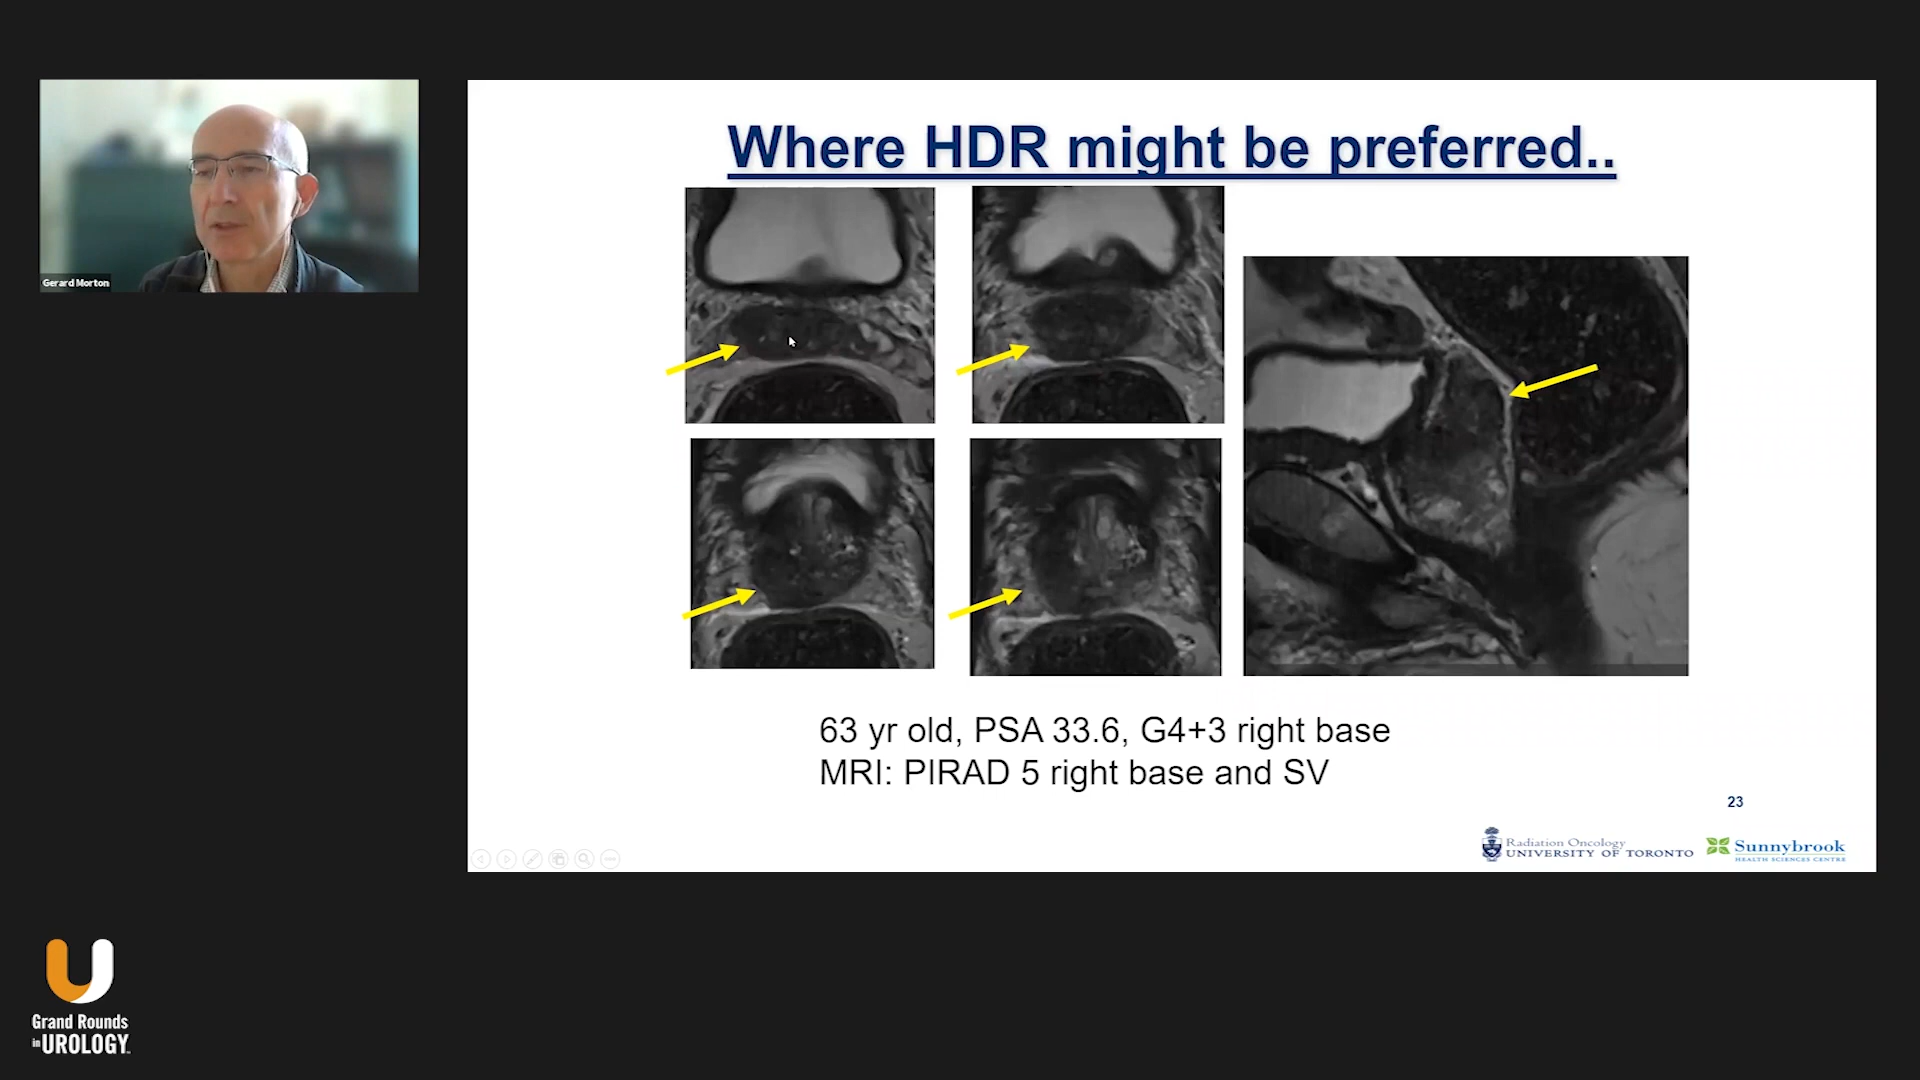 Where HDR might be preferred..
Gerard Morton
63 yr old, PSA 33.6, G4+3 right base
MRI: PIRAD 5 right base and SV
23
Radiation Oncology
UNIVERSITY OF TORONTO
Sunnybrook
HEALTH SCIENCES CENTRE
Grand Rounds
in UROLOGY